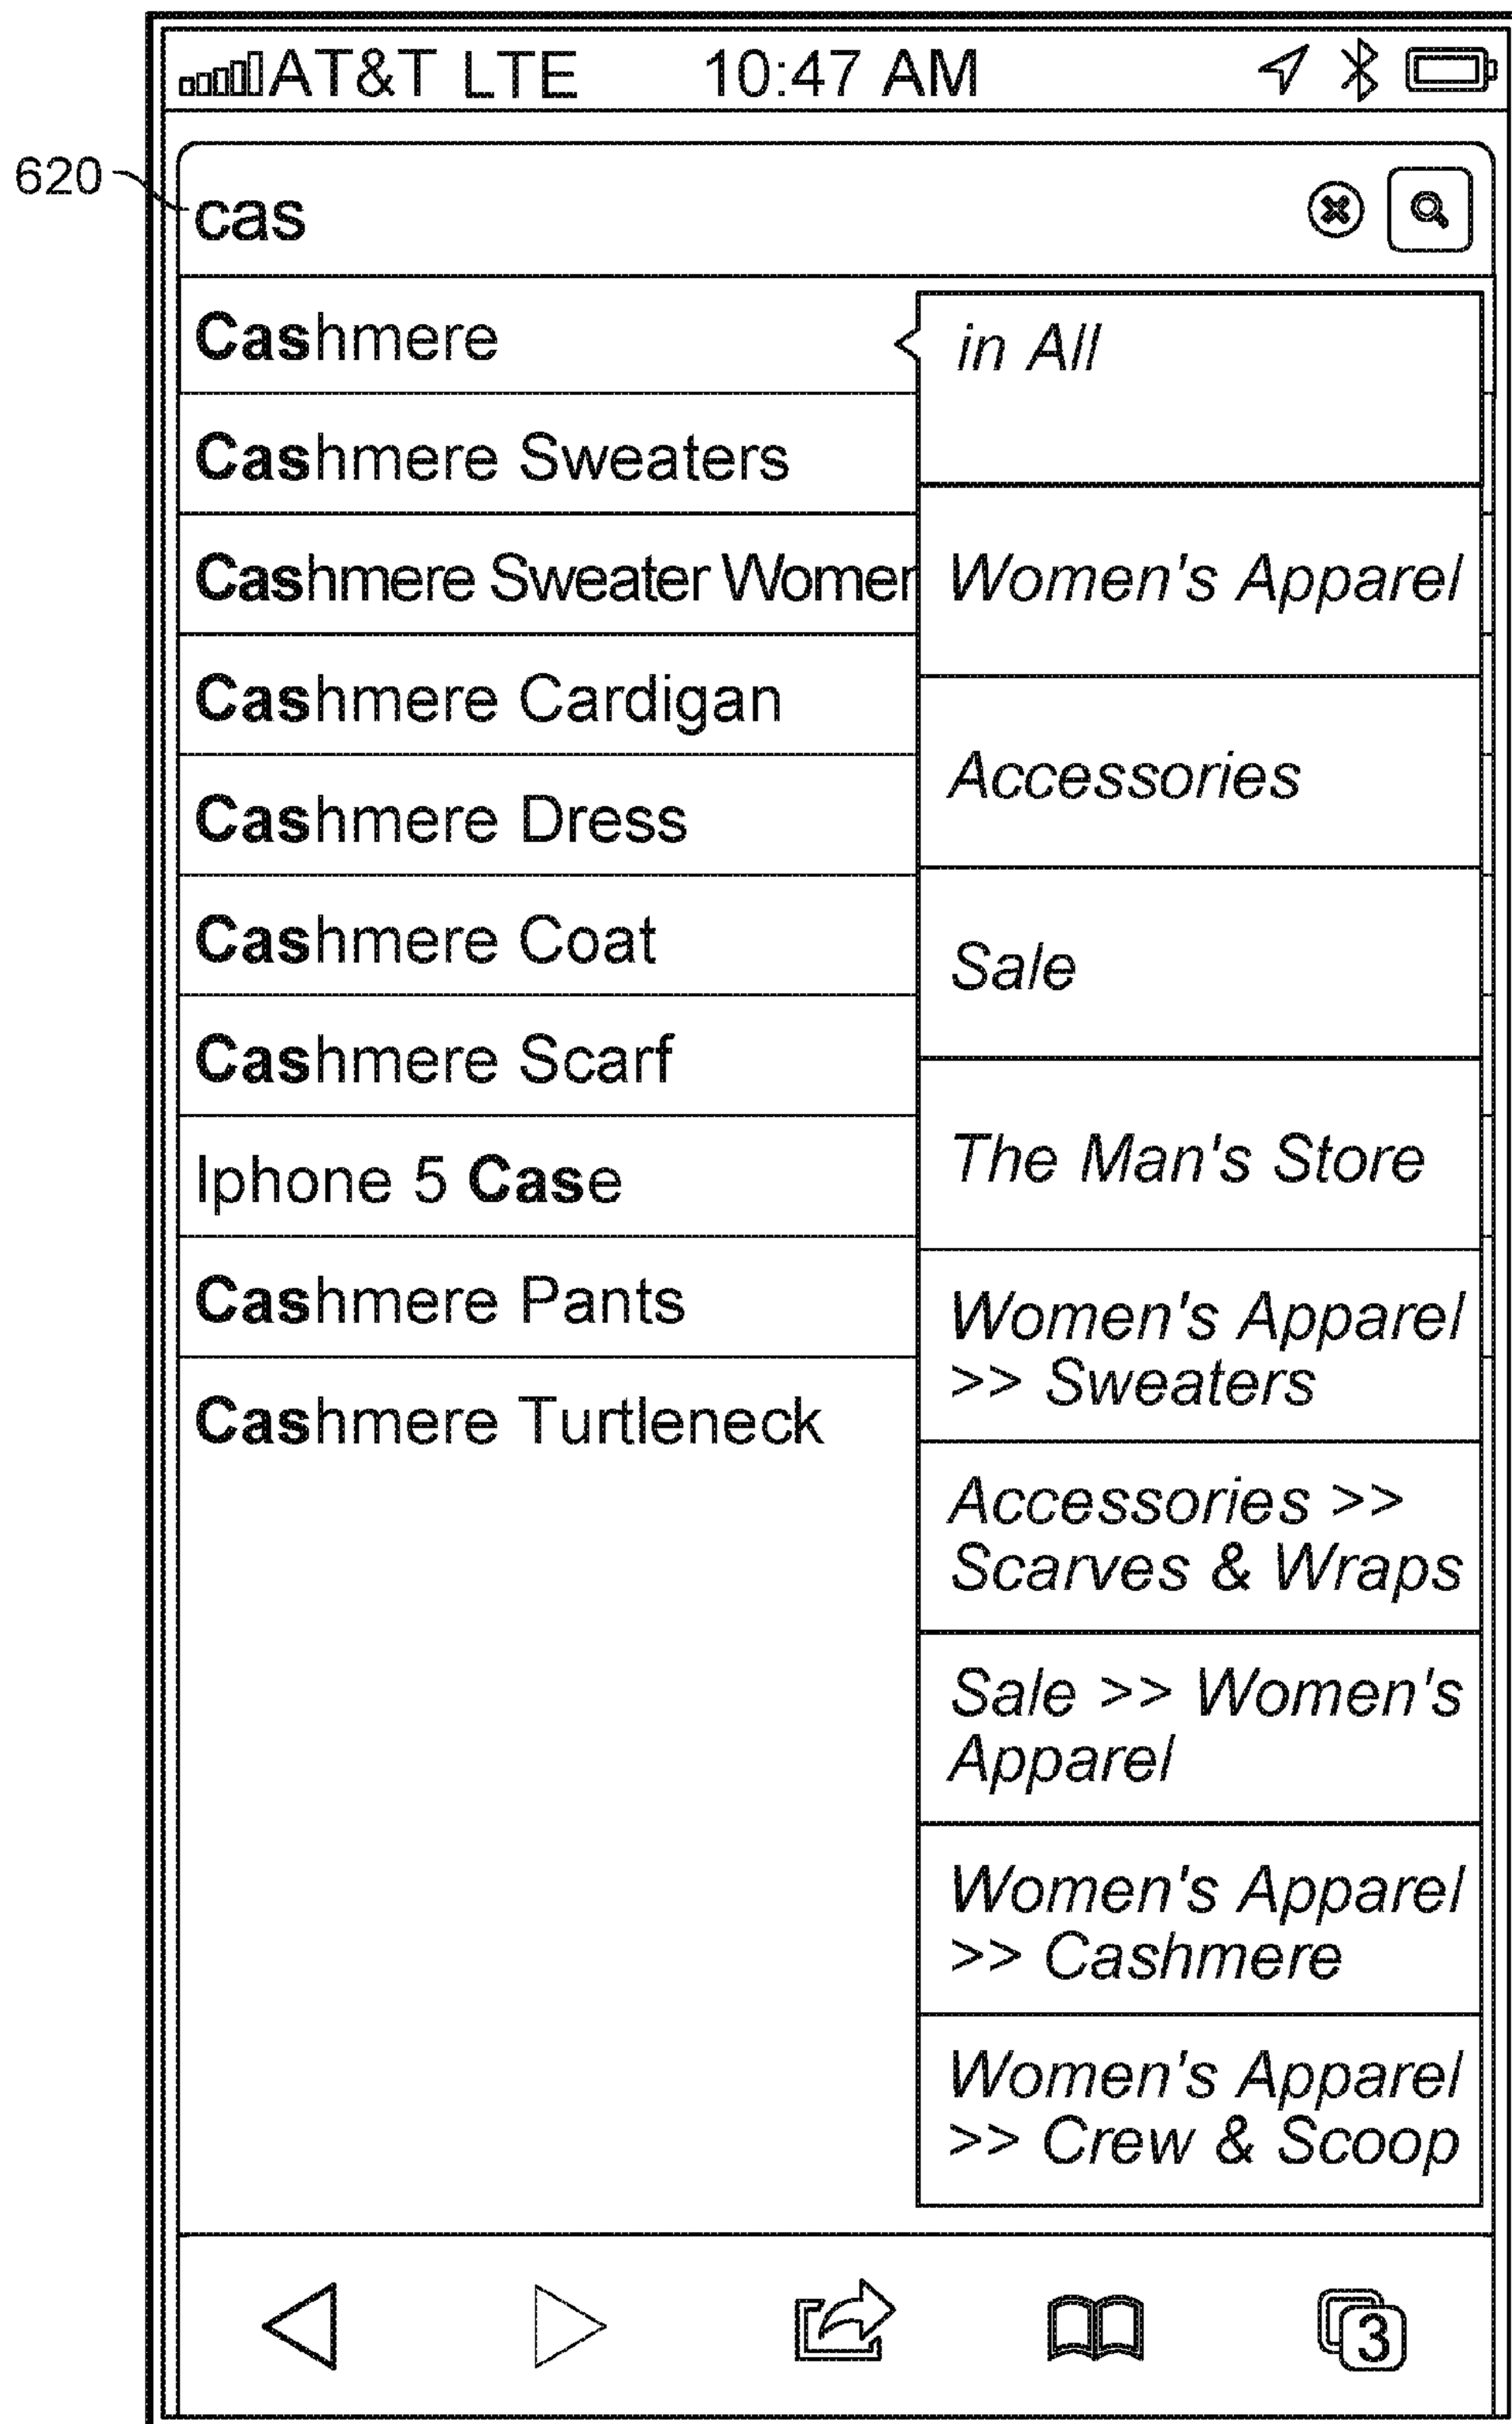 AT&T LTE 10:47 AM
620
cas
Cashmere
Cashmere Sweaters
Cashmere Sweater Women
Cashmere Cardigan
Cashmere Dress
Cashmere Coat
Cashmere Scarf
Iphone 5 Case
Cashmere Pants
Cashmere Turtleneck
in All
Women's Apparel
Accessories
Sale
The Man's Store
Women's Apparel
>> Sweaters
Accessories >>
Scarves & Wraps
Sale >> Women's
Apparel
Women's Apparel
>> Cashmere
Women's Apparel
>> Crew & Scoop
3